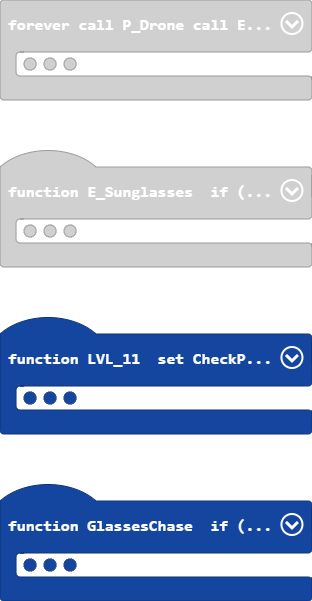 forever call P_Drone call E...
function E_Sunglasses if (...
function LVL_11 set CheckP...
function GlassesChase if (...